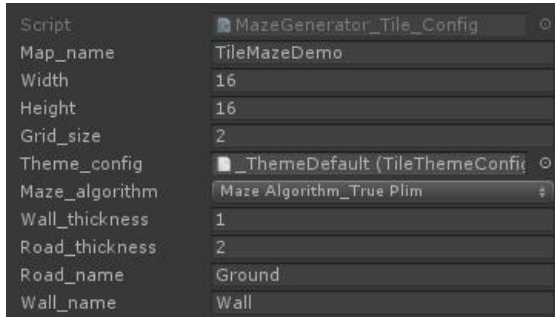 Script MazeGenerator_Tile_Config
Map_name TileMazeDemo
Width 16
Height 16
Grid_size 2
Theme_config _ThemeDefault (TileThemeConfi
Maze_algorithm Maze Algorithm_True Plim
Wall_thickness 1
Road_thickness 2
Road_name Ground
Wall_name Wall